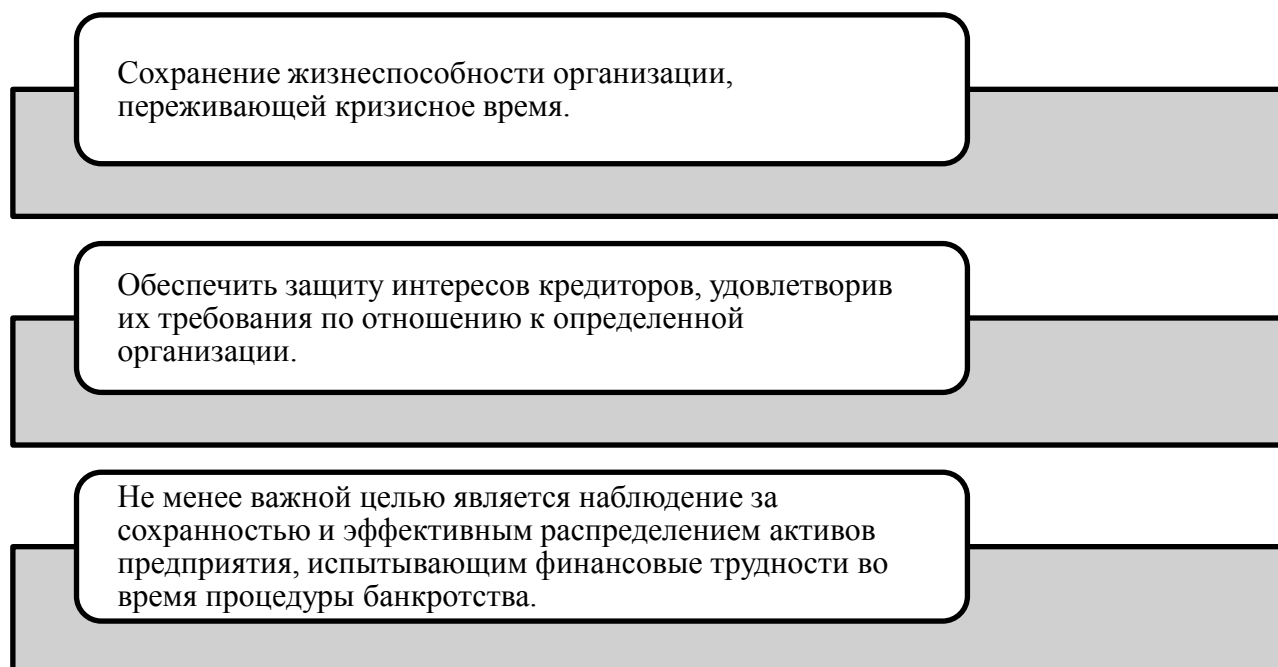 Сохранение жизнеспособности организации,
переживающей кризисное время.
Обеспечить защиту интересов кредиторов, удовлетворив
их требования по отношению к определенной
организации.
Не менее важной целью является наблюдение за
сохранностью и эффективным распределением активов
предприятия, испытывающим финансовые трудности во
время процедуры банкротства.